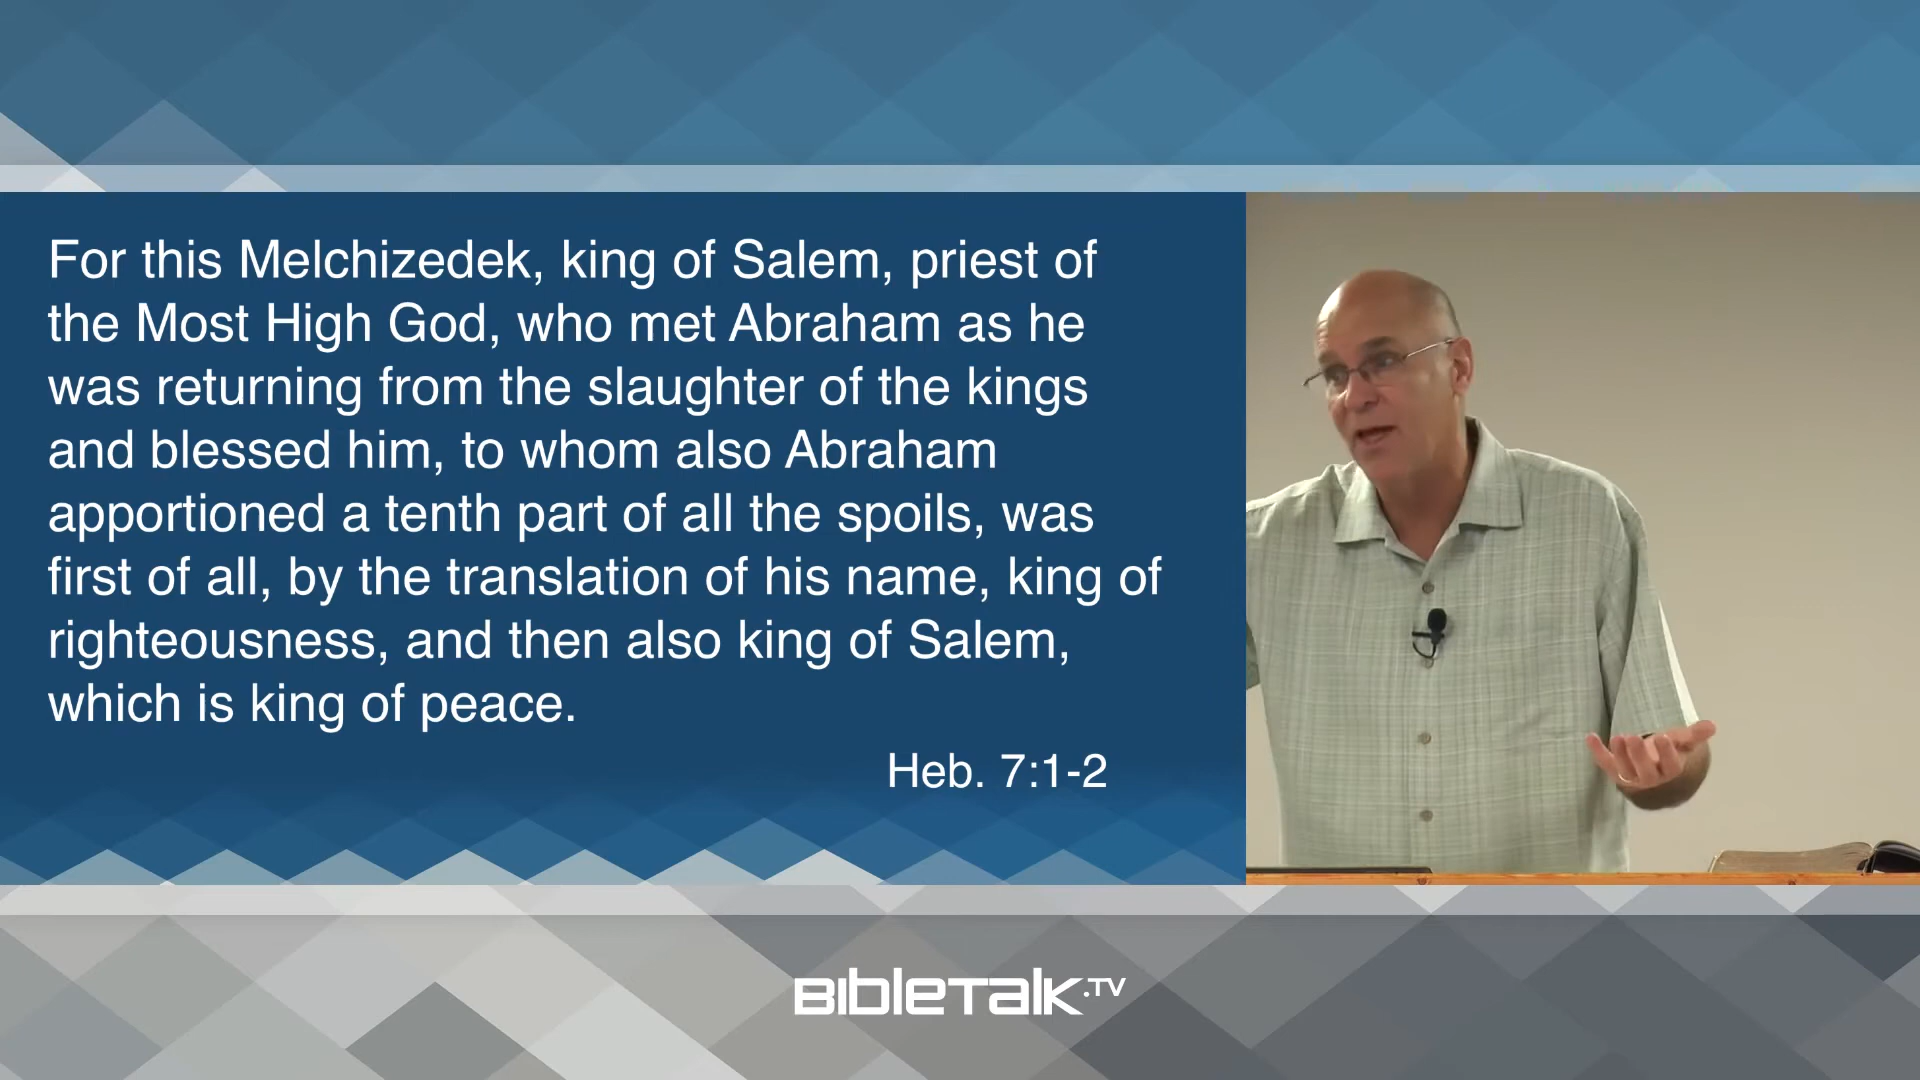 For this Melchizedek, king of Salem, priest of
the Most High God, who met Abraham as he
was returning from the slaughter of the kings
and blessed him, to whom also Abraham
apportioned a tenth part of all the spoils, was
first of all, by the translation of his name, king of
righteousness, and then also king of Salem,
which is king of peace.
Heb. 7:1-2
BibleTalk.TV